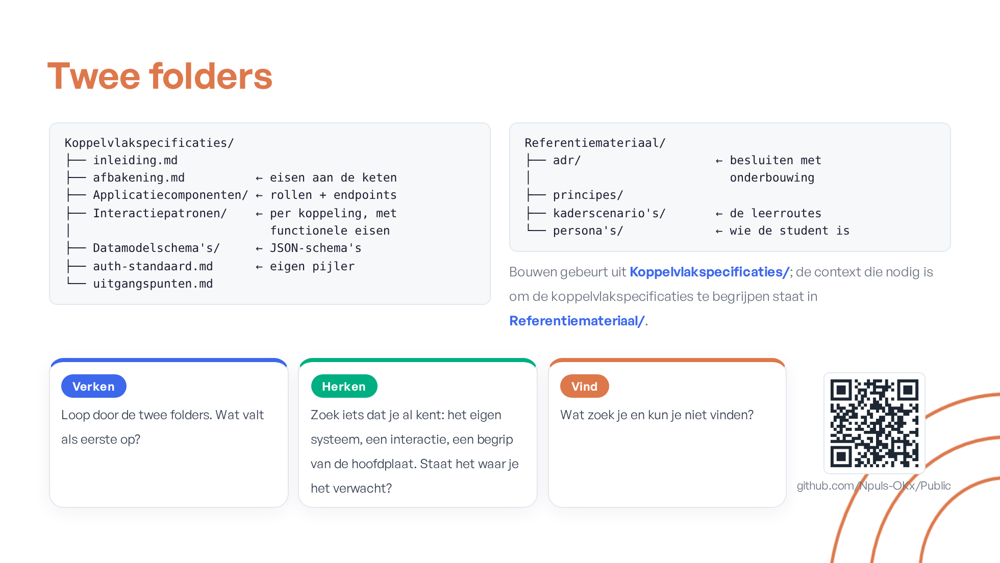 Twee folders
Koppelvlakspecificaties/
├── inleiding.md
├── afbakening.md          ← eisen aan de keten
├── Applicatiecomponenten/ ← rollen + endpoints
├── Interactiepatronen/    ← per koppeling, met
│                            functionele eisen
├── Datamodelschema's/     ← JSON-schema's
├── auth-standaard.md      ← eigen pijler
└── uitgangspunten.md
Referentiemateriaal/
├── adr/                   ← besluiten met
│                            onderbouwing
├── principes/
├── kaderscenario's/       ← de leerroutes
└── persona's/             ← wie de student is
Bouwen gebeurt uit Koppelvlakspecificaties/; de context die nodig is
om de koppelvlakspecificaties te begrijpen staat in
Referentiemateriaal/.
Verken
Loop door de twee folders. Wat valt
als eerste op?
Herken
Zoek iets dat je al kent: het eigen
systeem, een interactie, een begrip
van de hoofdplaat. Staat het waar je
het verwacht?
Vind
Wat zoek je en kun je niet vinden?
github.com/Npuls-OKx/Public